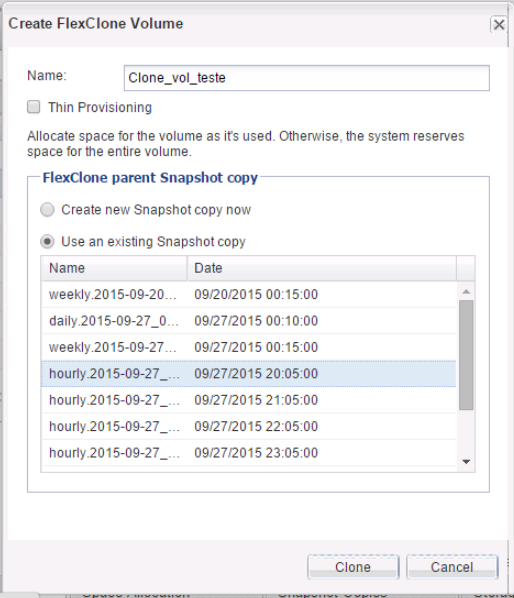 Create FlexClone Volume
Name: Clone_vol_teste
Thin Provisioning
Allocate space for the volume as it's used. Otherwise, the system reserves
space for the entire volume.
FlexClone parent Snapshot copy
Create new Snapshot copy now
Use an existing Snapshot copy
Name Date
weekly.2015-09-20... 09/20/2015 00:15:00
daily.2015-09-27_0... 09/27/2015 00:10:00
weekly.2015-09-27... 09/27/2015 00:15:00
hourly.2015-09-27_... 09/27/2015 20:05:00
hourly.2015-09-27_... 09/27/2015 21:05:00
hourly.2015-09-27_... 09/27/2015 22:05:00
hourly.2015-09-27_... 09/27/2015 23:05:00
Clone Cancel
Space Allocation Snapshot Copies